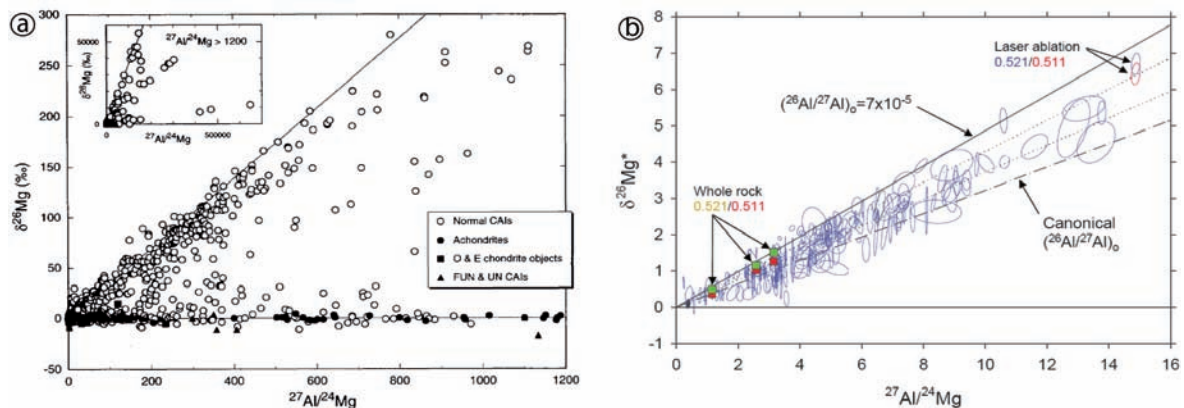 a
300
250
200
150
100
50
0
-50
δ²⁶Mg (‰)
0 200 400 600 800 1000 1200
²⁷Al/²⁴Mg
50000
0
δ²⁶Mg (‰)
²⁷Al/²⁴Mg > 1200
0 500000
²⁷Al/²⁴Mg
Normal CAIs
Achondrites
O & E chondrite objects
FUN & UN CAIs
b
8
7
6
5
4
3
2
1
0
-1
δ²⁶Mg*
0 2 4 6 8 10 12 14 16
²⁷Al/²⁴Mg
Laser ablation
0.521/0.511
(²⁶Al/²⁷Al)₀=7x10⁻⁵
Whole rock
0.521/0.511
Canonical
(²⁶Al/²⁷Al)₀